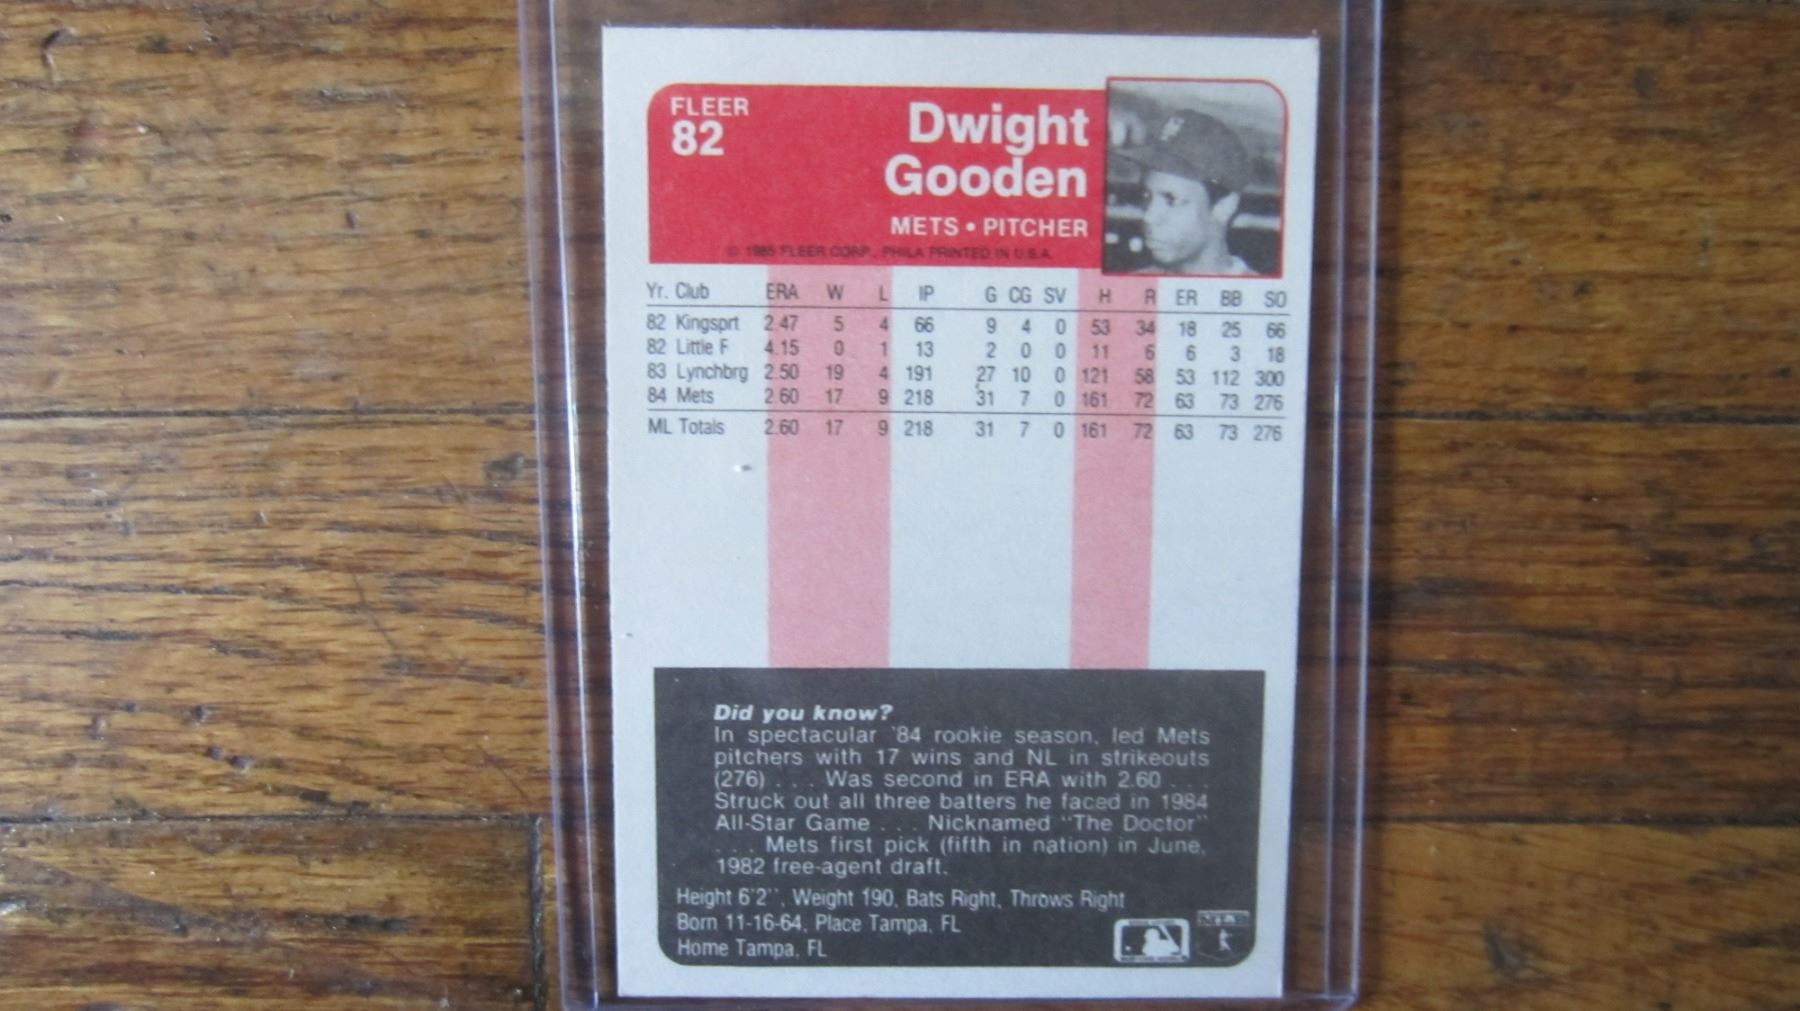 FLEER
82
Dwight
Gooden
METS • PITCHER
© 1985 FLEER CORP., PHILA PRINTED IN U.S.A.
Yr. Club ERA W L IP G CG SV H R ER BB SO
82 Kingsprt 2.47 5 4 66 9 4 0 53 34 18 25 66
82 Little F 4.15 0 1 13 2 0 0 11 6 6 3 18
83 Lynchbrg 2.50 19 4 191 27 10 0 121 58 53 112 300
84 Mets 2.60 17 9 218 31 7 0 161 72 63 73 276
ML Totals 2.60 17 9 218 31 7 0 161 72 63 73 276
Did you know?
In spectacular '84 rookie season, led Mets
pitchers with 17 wins and NL in strikeouts
(276) . . . Was second in ERA with 2.60 . . .
Struck out all three batters he faced in 1984
All-Star Game . . . Nicknamed "The Doctor"
. . . Mets first pick (fifth in nation) in June,
1982 free-agent draft.
Height 6'2'', Weight 190, Bats Right, Throws Right
Born 11-16-64, Place Tampa, FL
Home Tampa, FL